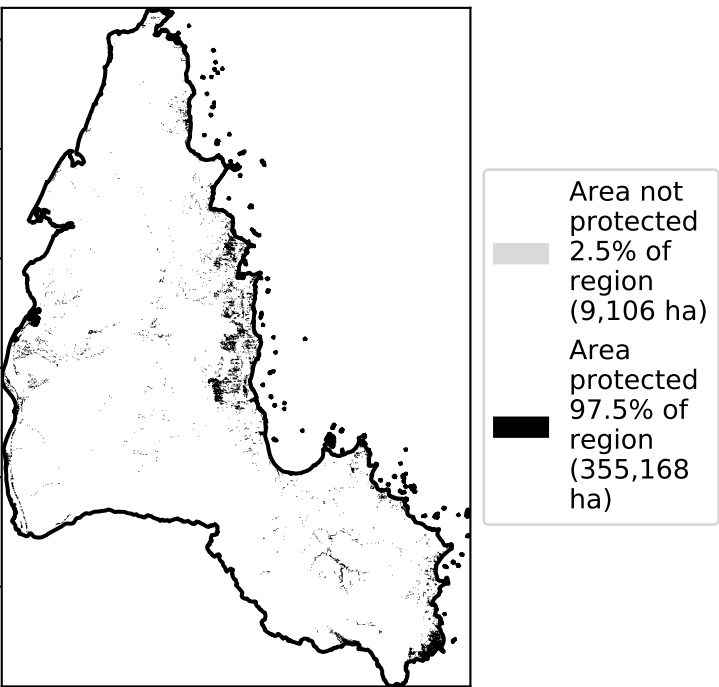 Area not
protected
2.5% of
region
(9,106 ha)
Area
protected
97.5% of
region
(355,168
ha)